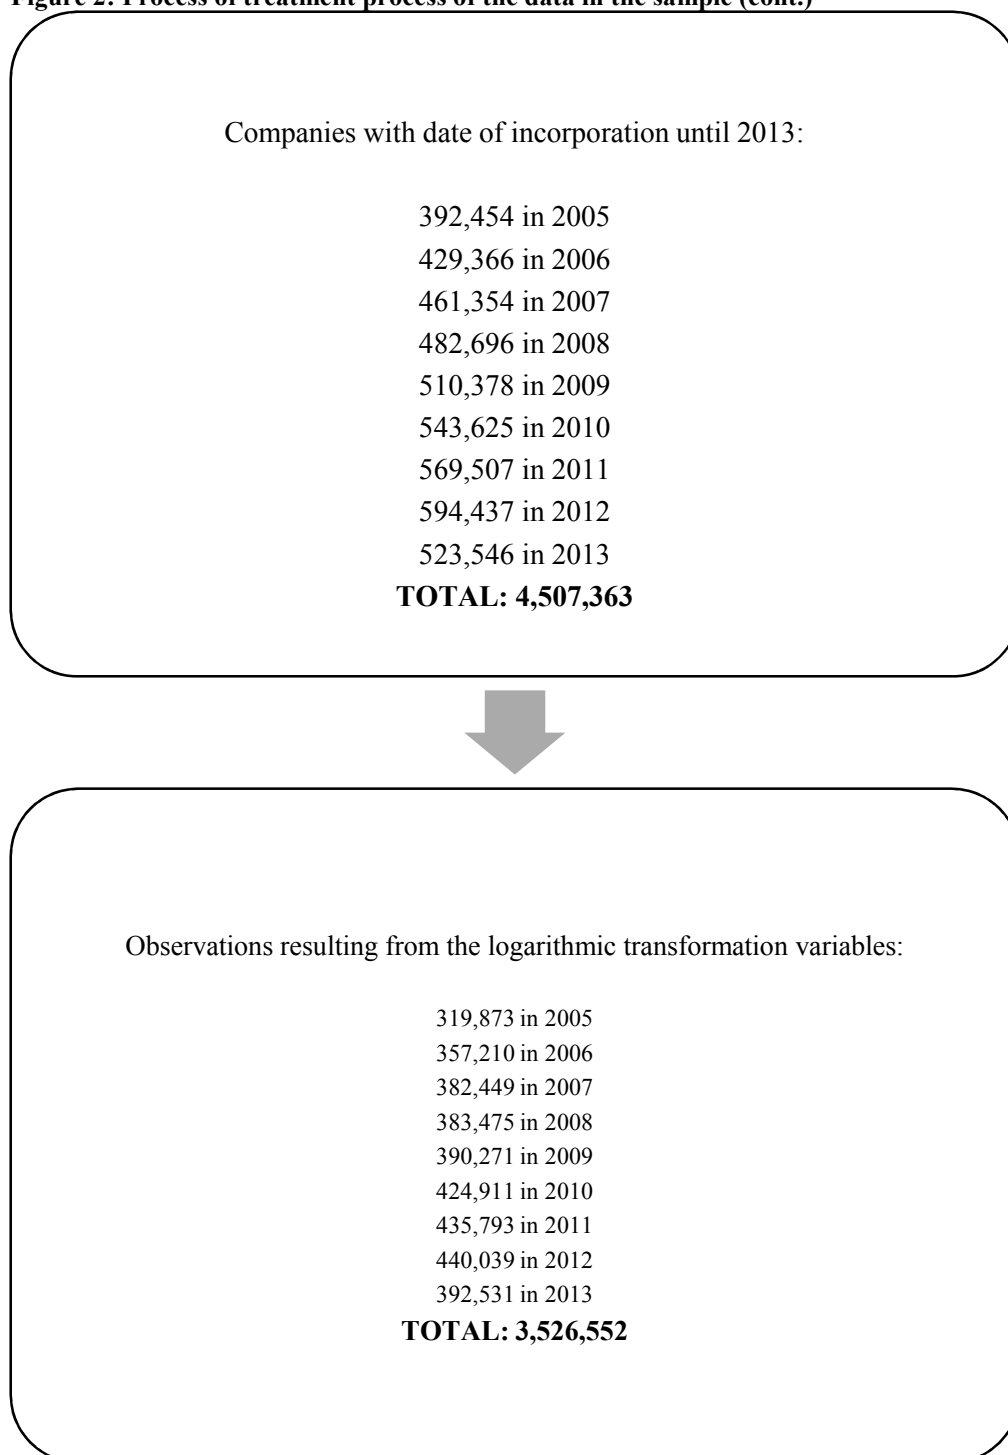 Figure 2: Process of treatment process of the data in the sample (cont.)
Companies with date of incorporation until 2013:
392,454 in 2005
429,366 in 2006
461,354 in 2007
482,696 in 2008
510,378 in 2009
543,625 in 2010
569,507 in 2011
594,437 in 2012
523,546 in 2013
TOTAL: 4,507,363
Observations resulting from the logarithmic transformation variables:
319,873 in 2005
357,210 in 2006
382,449 in 2007
383,475 in 2008
390,271 in 2009
424,911 in 2010
435,793 in 2011
440,039 in 2012
392,531 in 2013
TOTAL: 3,526,552